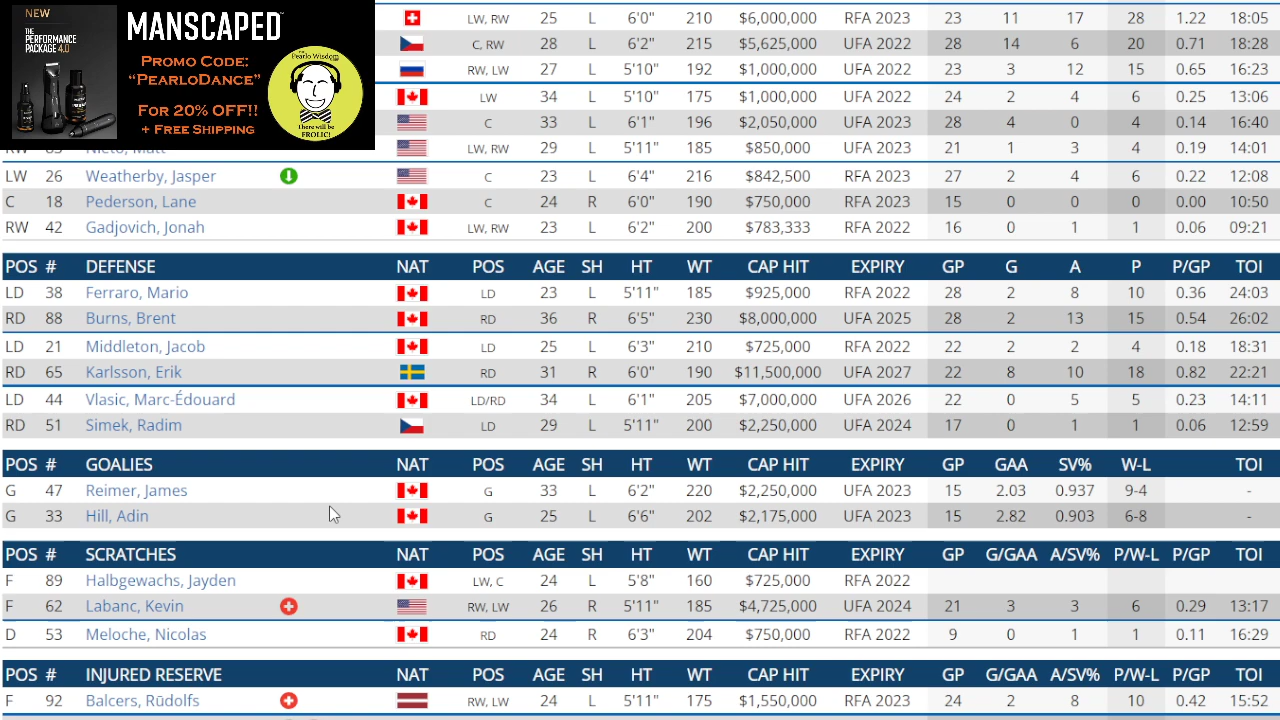 NEW
THE PERFORMANCE PACKAGE 4.0
MANSCAPED
PROMO CODE:
"PEARLODANCE"
FOR 20% OFF!!
+ FREE SHIPPING
Pearlo Wisdom
There will be FROLIC!
LW, RW 25 L 6'0" 210 $6,000,000 RFA 2023 23 11 17 28 1.22 18:05
C, RW 28 L 6'2" 215 $5,625,000 UFA 2022 28 14 6 20 0.71 18:28
RW, LW 27 L 5'10" 192 $1,000,000 UFA 2022 23 3 12 15 0.65 16:23
LW 34 L 5'10" 175 $1,000,000 UFA 2022 24 2 4 6 0.25 13:06
C 33 L 6'1" 196 $2,050,000 UFA 2023 28 4 0 4 0.14 16:48
LW, RW 29 L 5'11" 185 $850,000 UFA 2023 21 1 3 4 0.19 14:01
LW 26 Weatherby, Jasper C 23 L 6'4" 216 $842,500 RFA 2023 27 2 4 6 0.22 12:08
C 18 Pederson, Lane C 24 R 6'0" 190 $750,000 RFA 2023 15 0 0 0 0.00 10:50
RW 42 Gadjovich, Jonah LW, RW 23 L 6'2" 200 $783,333 RFA 2022 16 0 1 1 0.06 09:21
POS # DEFENSE NAT POS AGE SH HT WT CAP HIT EXPIRY GP G A P P/GP TOI
LD 38 Ferraro, Mario LD 23 L 5'11" 185 $925,000 RFA 2022 28 2 8 10 0.36 24:03
RD 88 Burns, Brent RD 36 R 6'5" 230 $8,000,000 UFA 2025 28 2 13 15 0.54 26:02
LD 21 Middleton, Jacob LD 25 L 6'3" 210 $725,000 UFA 2022 22 2 2 4 0.18 18:31
RD 65 Karlsson, Erik RD 31 R 6'0" 190 $11,500,000 UFA 2027 22 8 10 18 0.82 22:21
LD 44 Vlasic, Marc-Édouard LD/RD 34 L 6'1" 205 $7,000,000 UFA 2026 22 0 5 5 0.23 14:11
RD 51 Simek, Radim LD 29 L 5'11" 200 $2,250,000 UFA 2024 17 0 1 1 0.06 12:59
POS # GOALIES NAT POS AGE SH HT WT CAP HIT EXPIRY GP GAA SV% W-L TOI
G 47 Reimer, James G 33 L 6'2" 220 $2,250,000 UFA 2023 15 2.03 0.937 9-4 -
G 33 Hill, Adin G 25 L 6'6" 202 $2,175,000 UFA 2023 15 2.82 0.903 6-8 -
POS # SCRATCHES NAT POS AGE SH HT WT CAP HIT EXPIRY GP G/GAA A/SV% P/W-L P/GP TOI
F 89 Halbgewachs, Jayden LW, C 24 L 5'8" 160 $725,000 RFA 2022
F 62 Labanc, Kevin RW, LW 26 R 5'11" 185 $4,725,000 UFA 2024 21 3 3 6 0.29 13:17
D 53 Meloche, Nicolas RD 24 R 6'3" 204 $750,000 RFA 2022 9 0 1 1 0.11 16:29
POS # INJURED RESERVE NAT POS AGE SH HT WT CAP HIT EXPIRY GP G/GAA A/SV% P/W-L P/GP TOI
F 92 Balcers, Rūdolfs RW, LW 24 L 5'11" 175 $1,550,000 UFA 2023 24 2 8 10 0.42 15:52